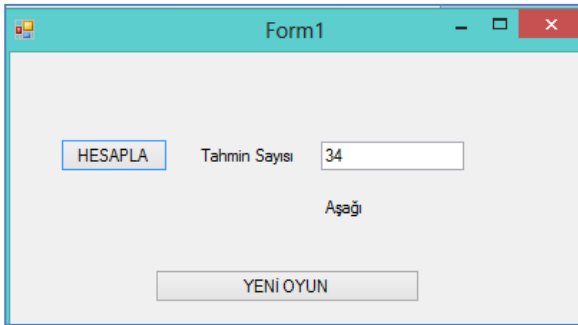 Form1
HESAPLA Tahmin Sayısı 34
Aşağı
YENİ OYUN